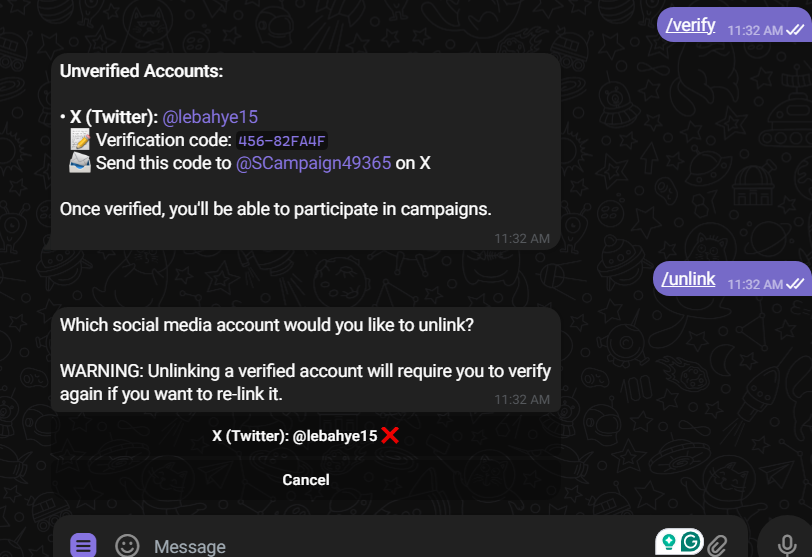 /verify 11:32 AM
Unverified Accounts:
• X (Twitter): @lebahye15
Verification code: 456-82FA4F
Send this code to @SCampaign49365 on X
Once verified, you'll be able to participate in campaigns.
11:32 AM
/unlink 11:32 AM
Which social media account would you like to unlink?
WARNING: Unlinking a verified account will require you to verify
again if you want to re-link it.
11:32 AM
X (Twitter): @lebahye15
Cancel
Message